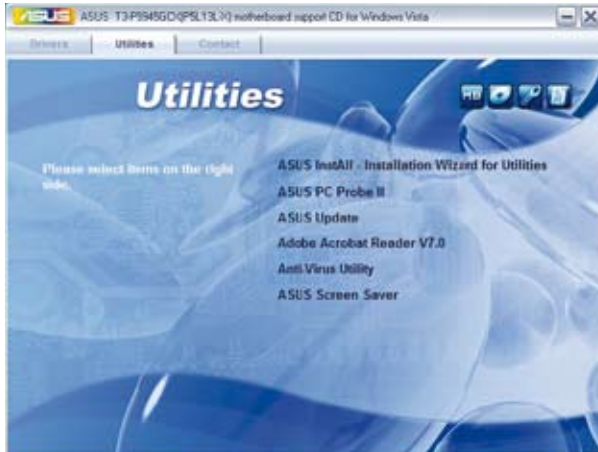 ASUS T3-P5945GCX(P5L13L-X) motherboard support CD for Windows Vista
Drivers Utilities Contact
Utilities
Please select items on the right
side.
ASUS InstAll - Installation Wizard for Utilities
ASUS PC Probe II
ASUS Update
Adobe Acrobat Reader V7.0
Anti-Virus Utility
ASUS Screen Saver